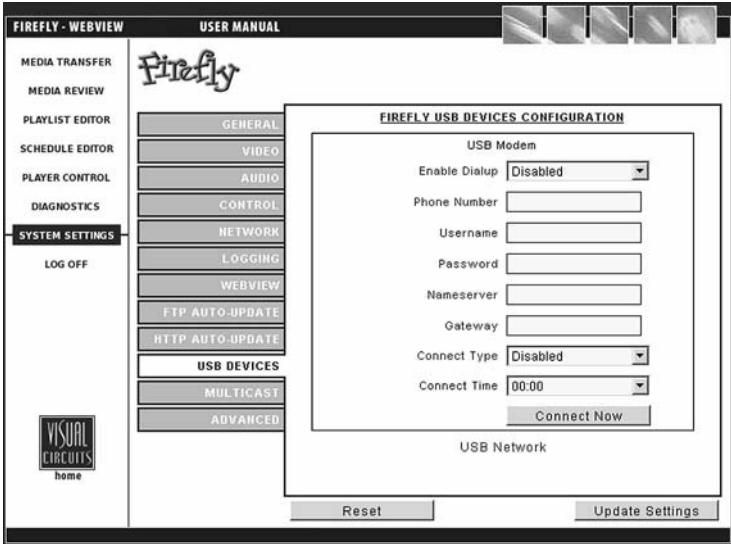 FIREFLY - WEBVIEW USER MANUAL
MEDIA TRANSFER
MEDIA REVIEW
PLAYLIST EDITOR
SCHEDULE EDITOR
PLAYER CONTROL
DIAGNOSTICS
SYSTEM SETTINGS
LOG OFF
VISUAL
CIRCUITS
home
Firefly
GENERAL
VIDEO
AUDIO
CONTROL
NETWORK
LOGGING
WEBVIEW
FTP AUTO-UPDATE
HTTP AUTO-UPDATE
USB DEVICES
MULTICAST
ADVANCED
FIREFLY USB DEVICES CONFIGURATION
USB Modem
Enable Dialup Disabled
Phone Number
Username
Password
Nameserver
Gateway
Connect Type Disabled
Connect Time 00:00
Connect Now
USB Network
Reset Update Settings